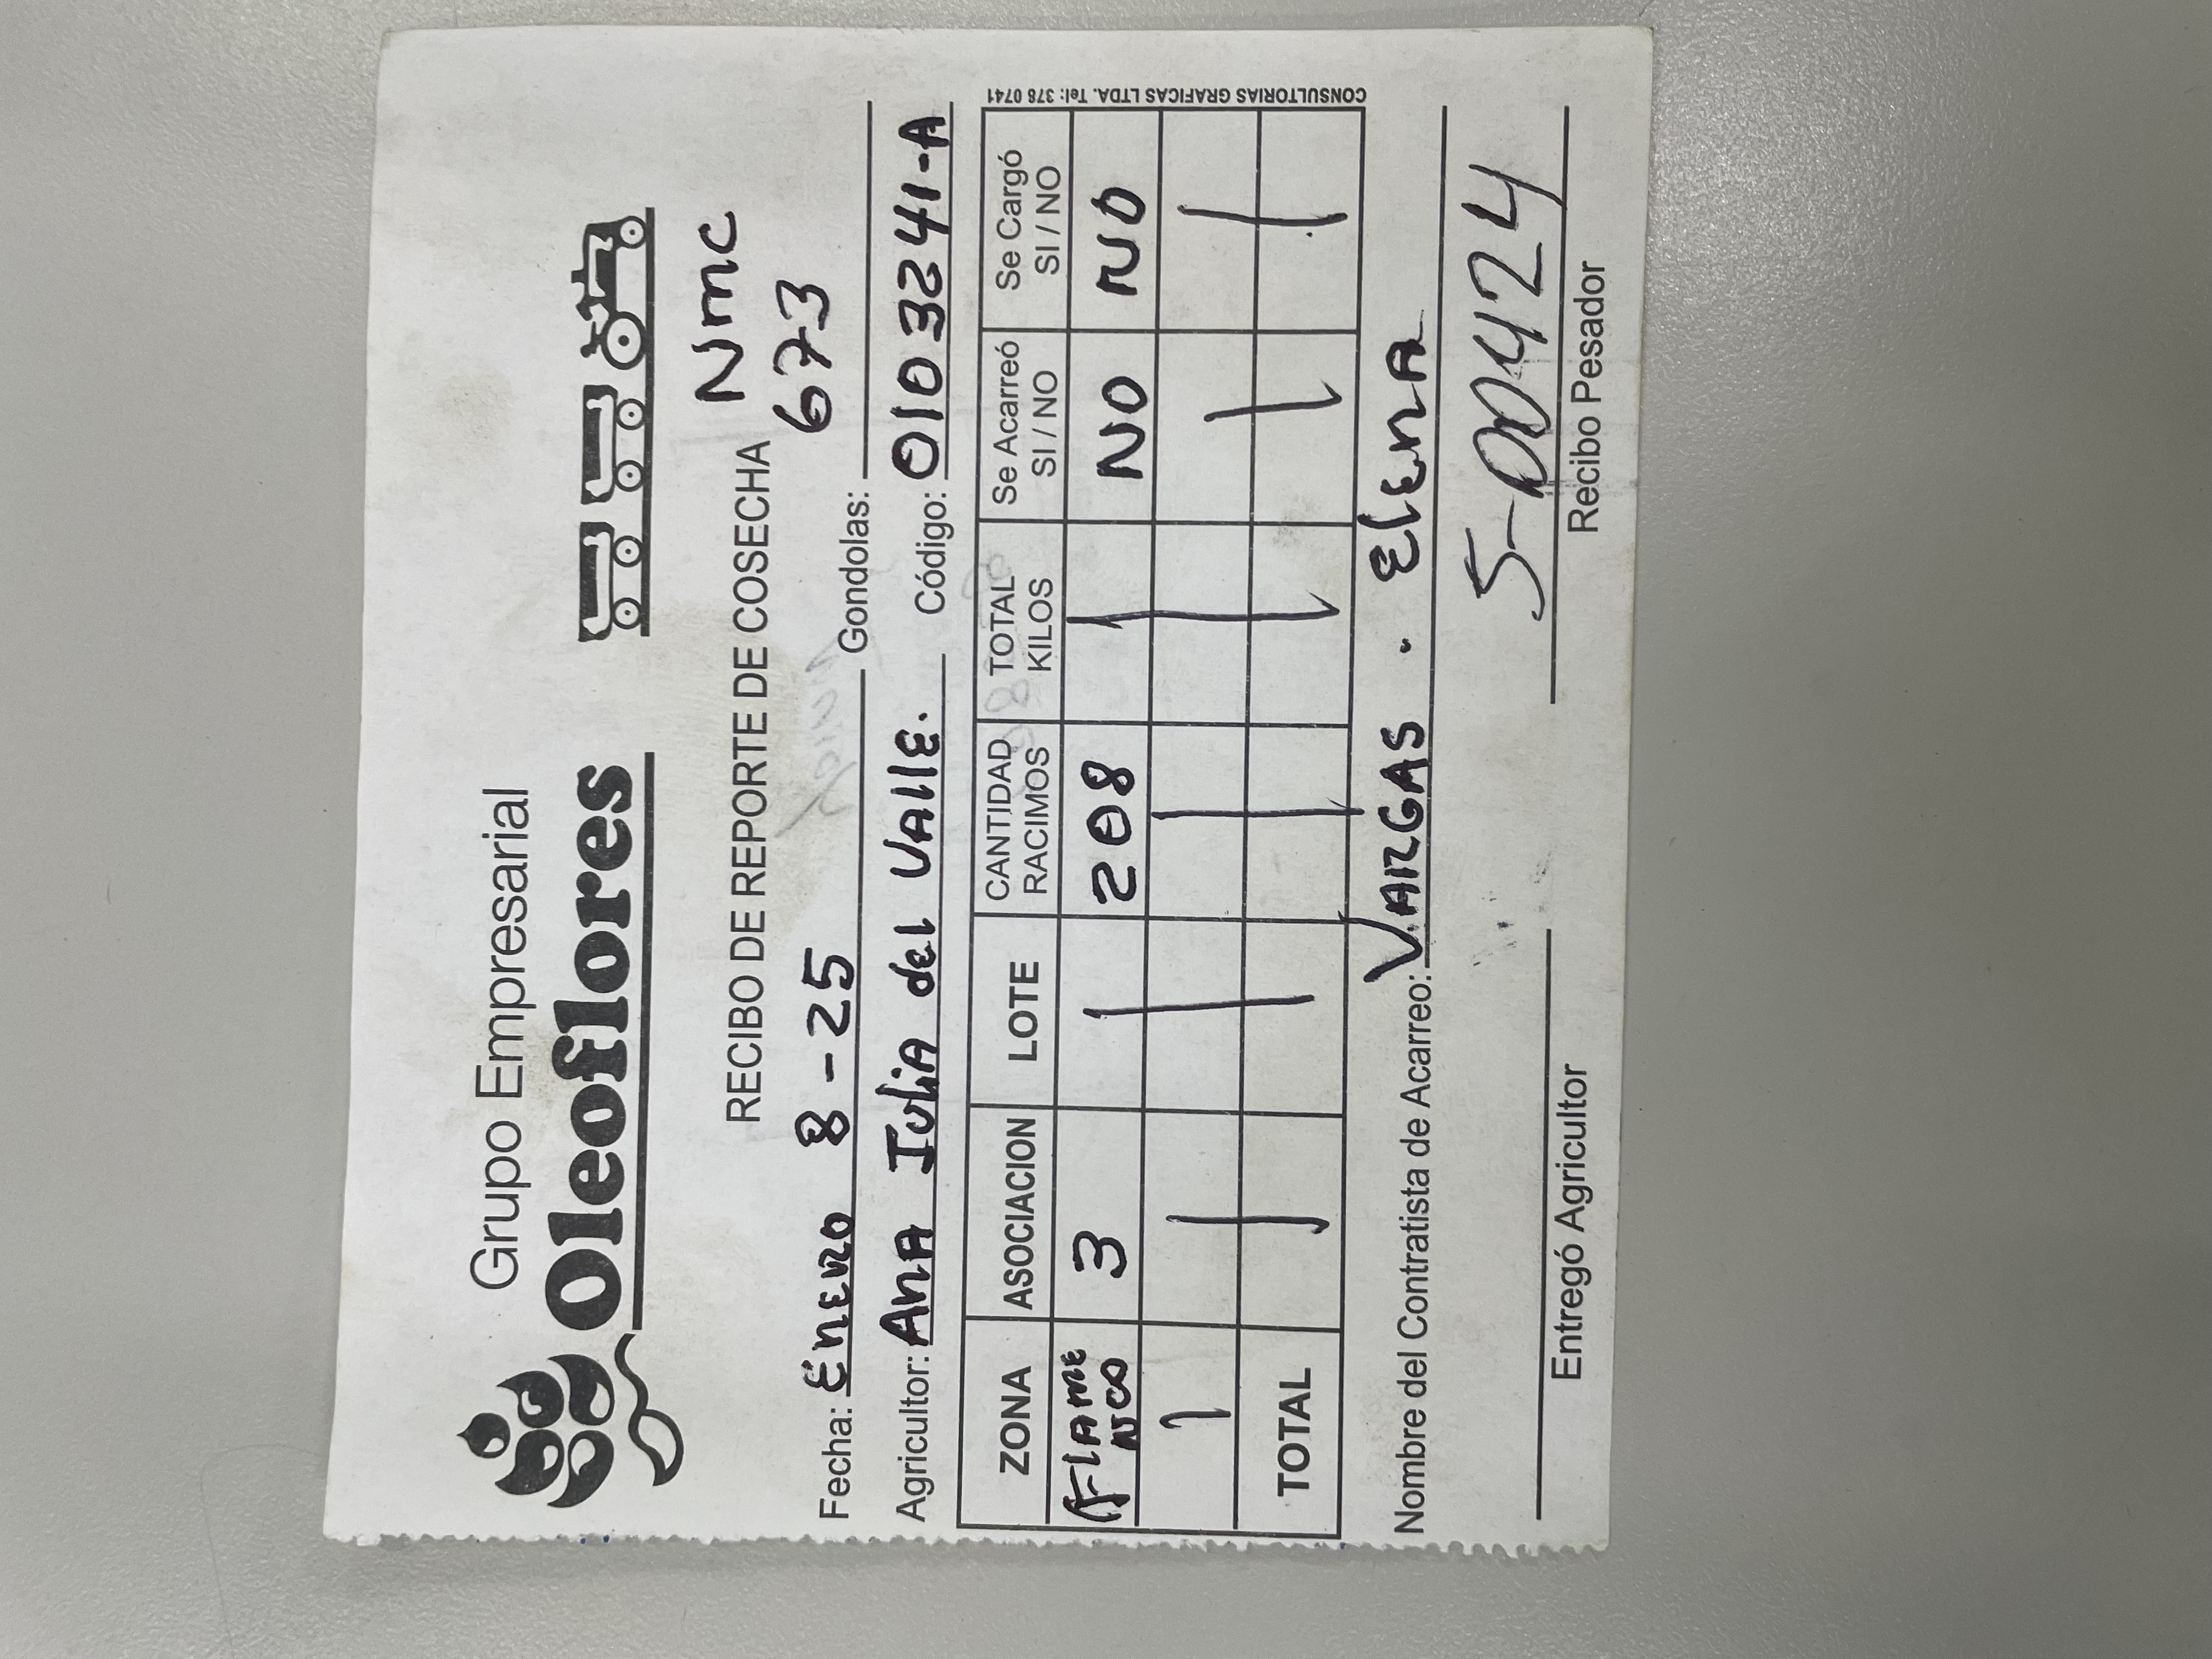 Grupo Empresarial
Oleoflores
Nmc
RECIBO DE REPORTE DE COSECHA
673
Fecha: Enero 8-25 Gondolas:
Agricultor: Ana Julia del Valle. Código: 0103241-A
ZONA ASOCIACION LOTE CANTIDAD RACIMOS TOTAL KILOS Se Acarreó SI / NO Se Cargó SI / NO
FLAME NCO 3 208 NO NO
TOTAL
Nombre del Contratista de Acarreo: VARGAS . ElENA
5-00424
Entregó Agricultor Recibo Pesador
CONSULTORIAS GRAFICAS LTDA. Tel: 378 0741